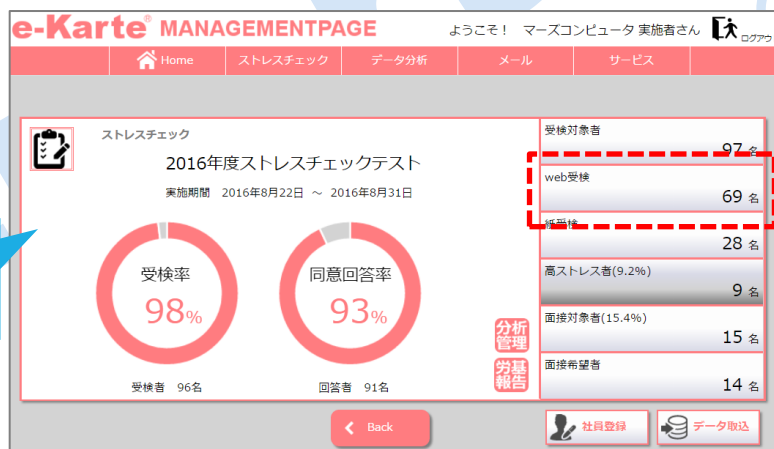 e-Karte® MANAGEMENTPAGE
ようこそ！ マーズコンピュータ 実施者さん
ログアウト
Home ストレスチェック データ分析 メール サービス
ストレスチェック
2016年度ストレスチェックテスト
実施期間 2016年8月22日 ～ 2016年8月31日
受検率
98%
受検者 96名
同意回答率
93%
回答者 91名
分析
管理
労基
報告
受検対象者
97 名
web受検
69 名
紙受検
28 名
高ストレス者(9.2%)
9 名
面接対象者(15.4%)
15 名
面接希望者
14 名
Back
社員登録
データ取込